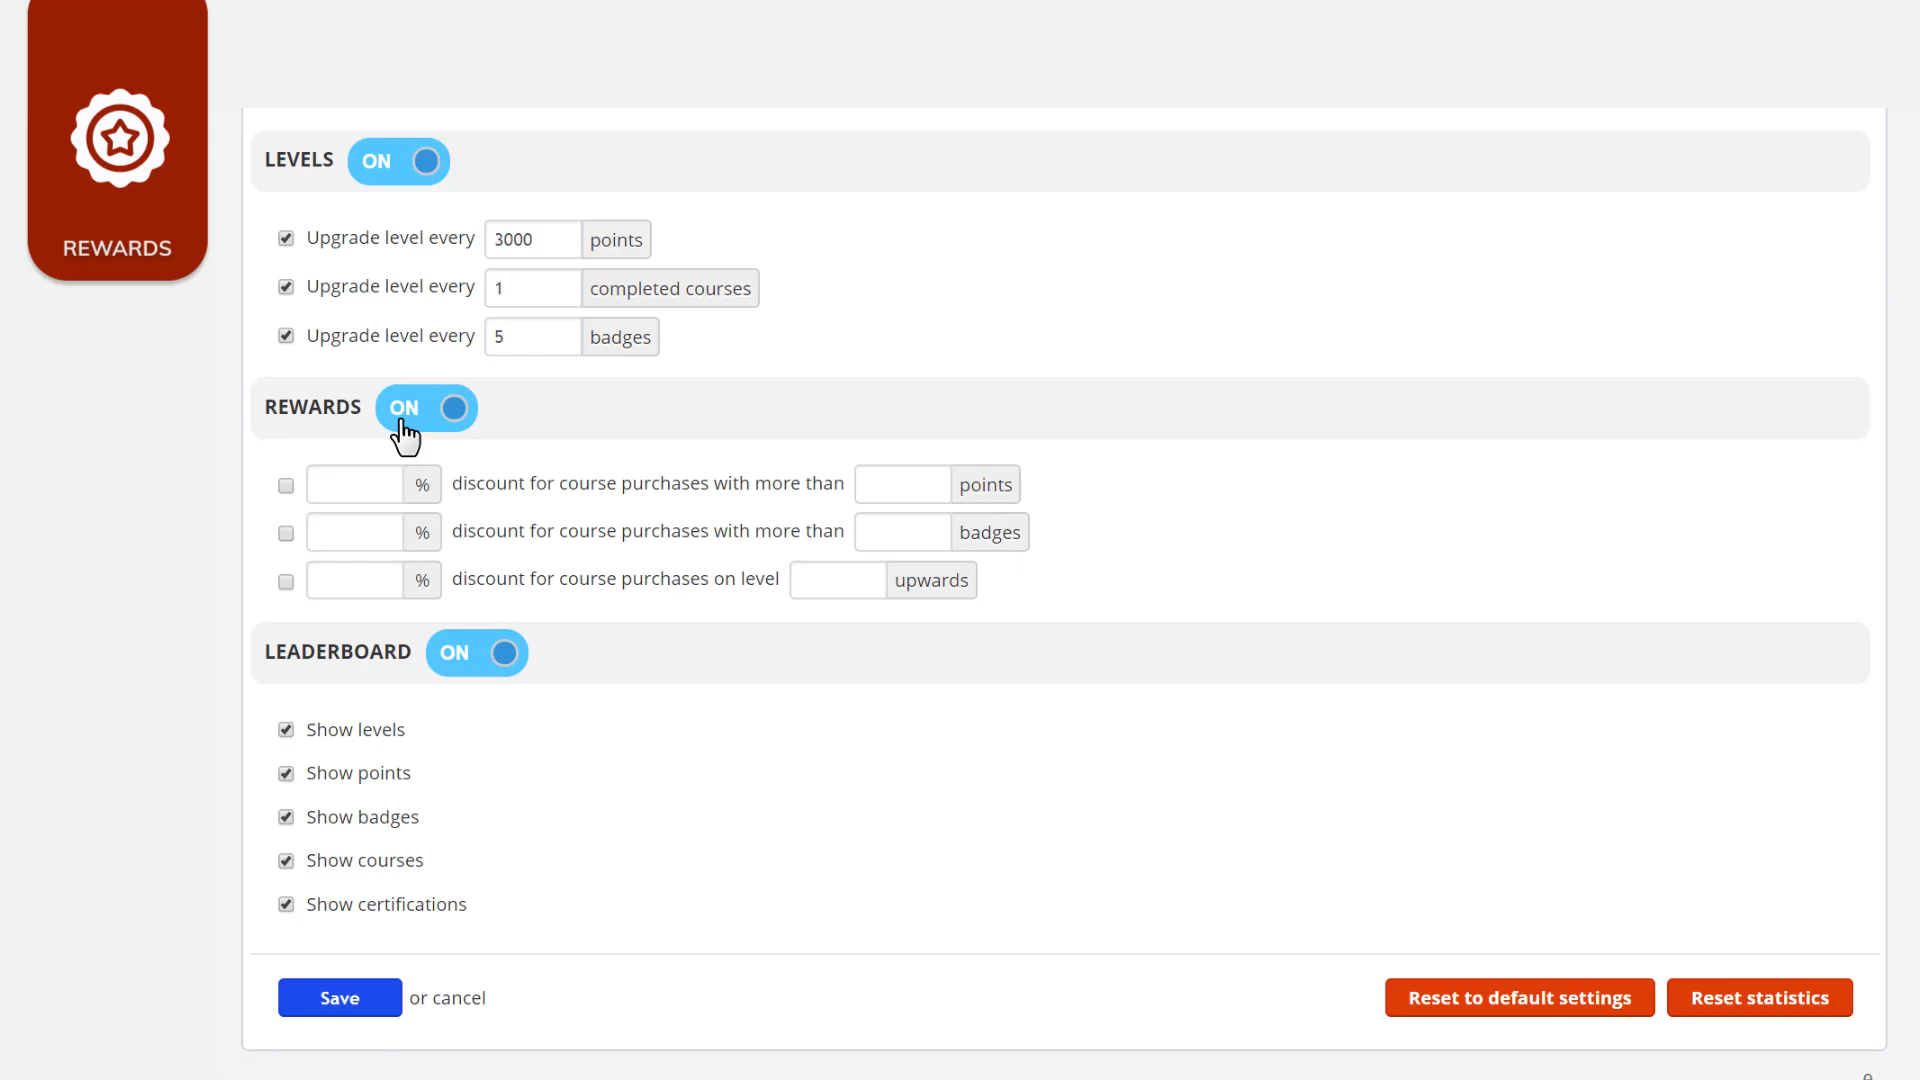 REWARDS
LEVELS ON
Upgrade level every 3000 points
Upgrade level every 1 completed courses
Upgrade level every 5 badges
REWARDS ON
% discount for course purchases with more than points
% discount for course purchases with more than badges
% discount for course purchases on level upwards
LEADERBOARD ON
Show levels
Show points
Show badges
Show courses
Show certifications
Save or cancel Reset to default settings Reset statistics